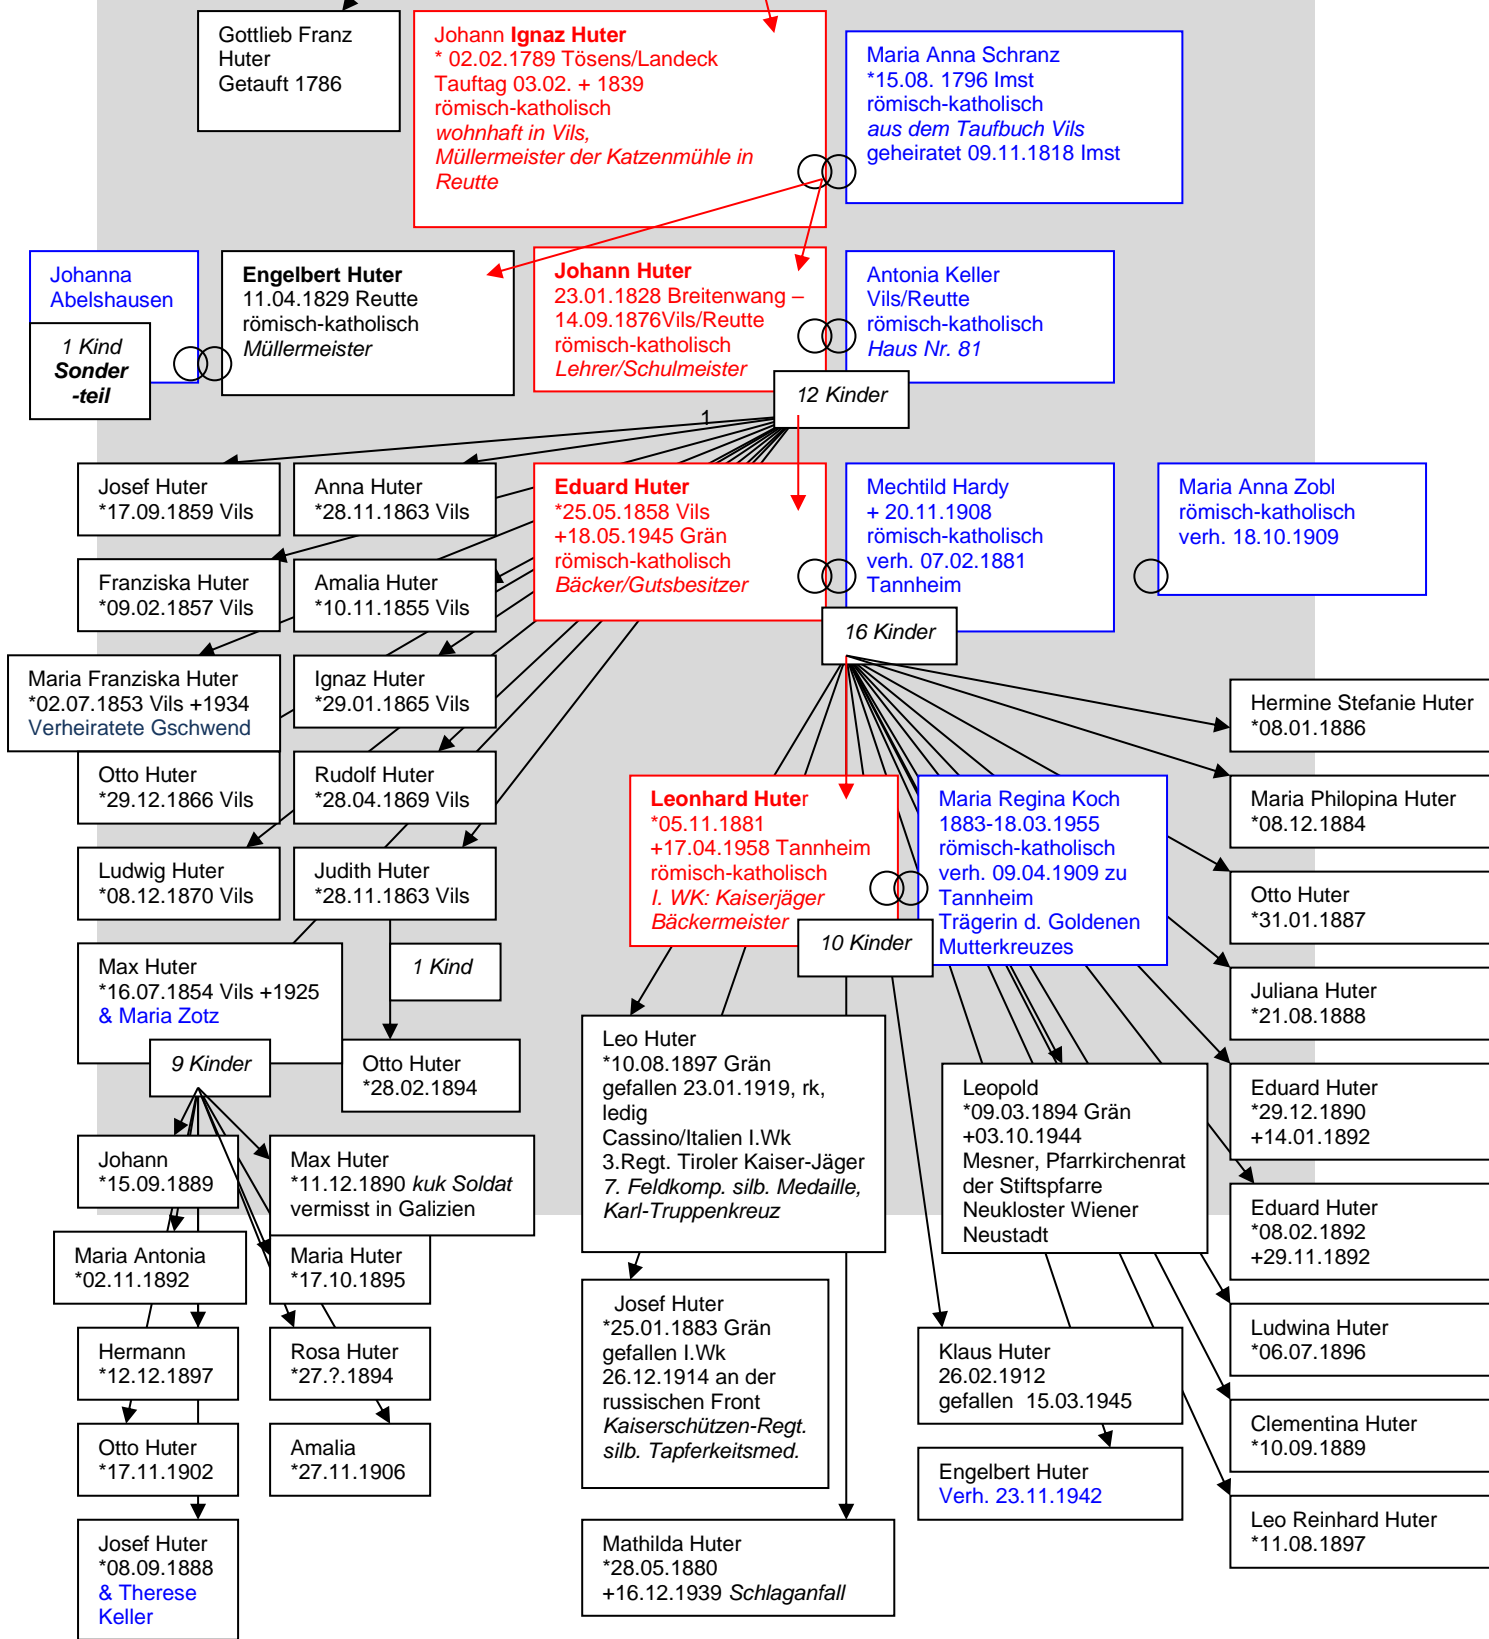 Gottlieb Franz
Huter
Getauft 1786
Johann Ignaz Huter
* 02.02.1789 Tösens/Landeck
Tauftag 03.02. + 1839
römisch-katholisch
wohnhaft in Vils,
Müllermeister der Katzenmühle in
Reutte
Maria Anna Schranz
*15.08. 1796 Imst
römisch-katholisch
aus dem Taufbuch Vils
geheiratet 09.11.1818 Imst
Johanna
Abelshausen
1 Kind
Sonder
-teil
Engelbert Huter
11.04.1829 Reutte
römisch-katholisch
Müllermeister
Johann Huter
23.01.1828 Breitenwang –
14.09.1876Vils/Reutte
römisch-katholisch
Lehrer/Schulmeister
Antonia Keller
Vils/Reutte
römisch-katholisch
Haus Nr. 81
12 Kinder
1
Josef Huter
*17.09.1859 Vils
Anna Huter
*28.11.1863 Vils
Eduard Huter
*25.05.1858 Vils
+18.05.1945 Grän
römisch-katholisch
Bäcker/Gutsbesitzer
Mechtild Hardy
+ 20.11.1908
römisch-katholisch
verh. 07.02.1881
Tannheim
Maria Anna Zobl
römisch-katholisch
verh. 18.10.1909
Franziska Huter
*09.02.1857 Vils
Amalia Huter
*10.11.1855 Vils
16 Kinder
Maria Franziska Huter
*02.07.1853 Vils +1934
Verheiratete Gschwend
Ignaz Huter
*29.01.1865 Vils
Hermine Stefanie Huter
*08.01.1886
Otto Huter
*29.12.1866 Vils
Rudolf Huter
*28.04.1869 Vils
Leonhard Huter
*05.11.1881
+17.04.1958 Tannheim
römisch-katholisch
I. WK: Kaiserjäger
Bäckermeister
Maria Regina Koch
1883-18.03.1955
römisch-katholisch
verh. 09.04.1909 zu
Tannheim
Trägerin d. Goldenen
Mutterkreuzes
Maria Philopina Huter
*08.12.1884
Ludwig Huter
*08.12.1870 Vils
Judith Huter
*28.11.1863 Vils
Otto Huter
*31.01.1887
10 Kinder
Max Huter
*16.07.1854 Vils +1925
& Maria Zotz
1 Kind
Juliana Huter
*21.08.1888
9 Kinder
Otto Huter
*28.02.1894
Leo Huter
*10.08.1897 Grän
gefallen 23.01.1919, rk,
ledig
Cassino/Italien I.Wk
3.Regt. Tiroler Kaiser-Jäger
7. Feldkomp. silb. Medaille,
Karl-Truppenkreuz
Leopold
*09.03.1894 Grän
+03.10.1944
Mesner, Pfarrkirchenrat
der Stiftspfarre
Neukloster Wiener
Neustadt
Eduard Huter
*29.12.1890
+14.01.1892
Johann
*15.09.1889
Max Huter
*11.12.1890 kuk Soldat
vermisst in Galizien
Eduard Huter
*08.02.1892
+29.11.1892
Maria Antonia
*02.11.1892
Maria Huter
*17.10.1895
Josef Huter
*25.01.1883 Grän
gefallen I.Wk
26.12.1914 an der
russischen Front
Kaiserschützen-Regt.
silb. Tapferkeitsmed.
Ludwina Huter
*06.07.1896
Hermann
*12.12.1897
Rosa Huter
*27.?.1894
Klaus Huter
26.02.1912
gefallen  15.03.1945
Clementina Huter
*10.09.1889
Otto Huter
*17.11.1902
Amalia
*27.11.1906
Engelbert Huter
Verh. 23.11.1942
Leo Reinhard Huter
*11.08.1897
Josef Huter
*08.09.1888
& Therese
Keller
Mathilda Huter
*28.05.1880
+16.12.1939 Schlaganfall